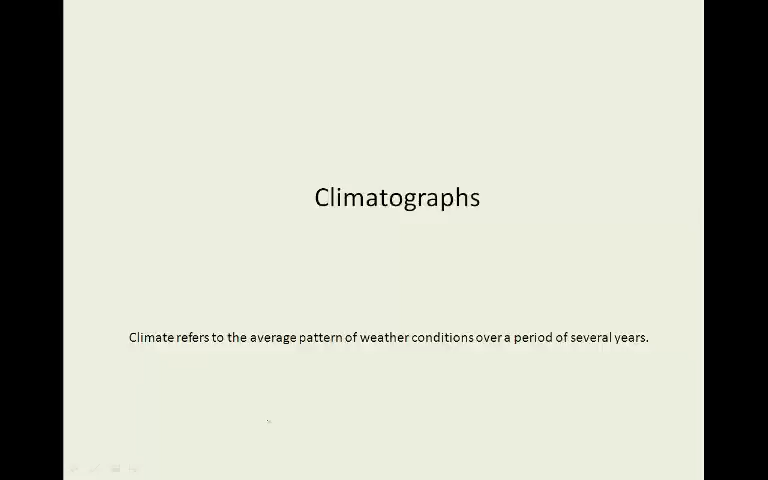 Climatographs
Climate refers to the average pattern of weather conditions over a period of several years.